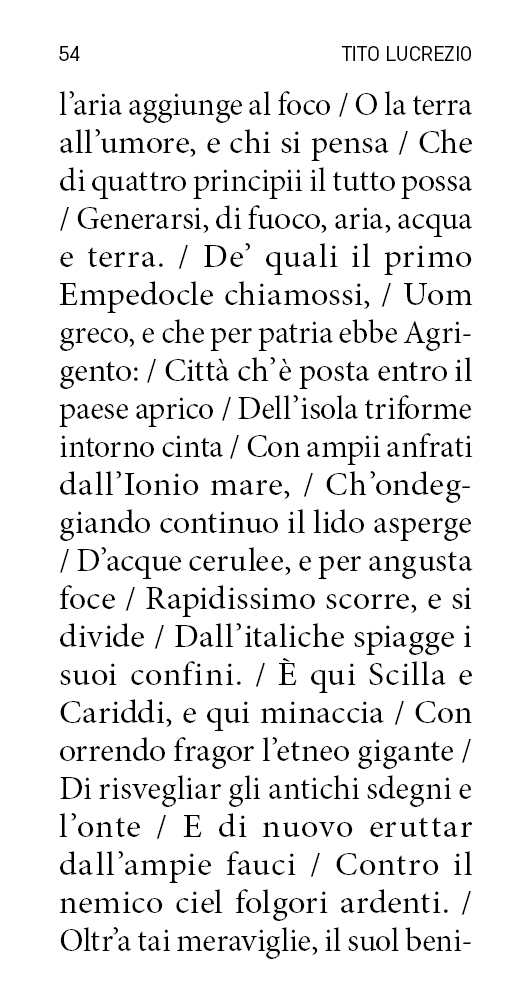 54 TITO LUCREZIO
l’aria aggiunge al foco / O la terra
all’umore, e chi si pensa / Che
di quattro principii il tutto possa
/ Generarsi, di fuoco, aria, acqua
e terra. / De’ quali il primo
Empedocle chiamossi, / Uom
greco, e che per patria ebbe Agri-
gento: / Città ch’è posta entro il
paese aprico / Dell’isola triforme
intorno cinta / Con ampii anfrati
dall’Ionio mare, / Ch’ondeg-
giando continuo il lido asperge
/ D’acque cerulee, e per angusta
foce / Rapidissimo scorre, e si
divide / Dall’italiche spiagge i
suoi confini. / È qui Scilla e
Cariddi, e qui minaccia / Con
orrendo fragor l’etneo gigante /
Di risvegliar gli antichi sdegni e
l’onte / E di nuovo eruttar
dall’ampie fauci / Contro il
nemico ciel folgori ardenti. /
Oltr’a tai meraviglie, il suol beni-